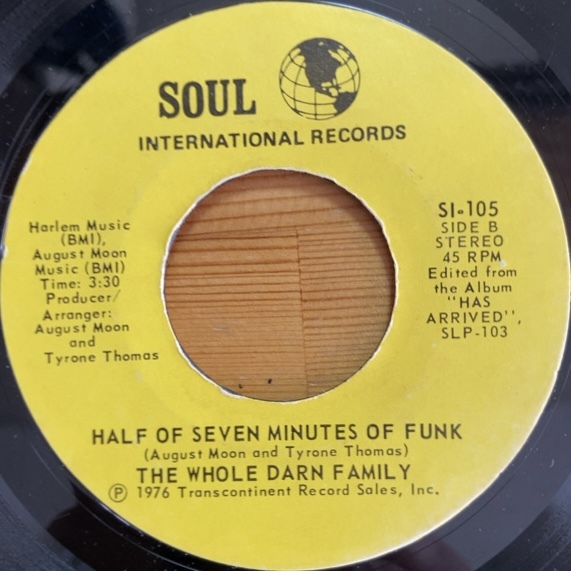 SOUL
INTERNATIONAL RECORDS
Harlem Music
(BMI),
August Moon
Music (BMI)
Time: 3:30
Producer/
Arranger:
August Moon
and
Tyrone Thomas
SI-105
SIDE B
STEREO
45 RPM
Edited from
the Album
"HAS
ARRIVED",
SLP-103
HALF OF SEVEN MINUTES OF FUNK
(August Moon and Tyrone Thomas)
THE WHOLE DARN FAMILY
℗ 1976 Transcontinent Record Sales, Inc.